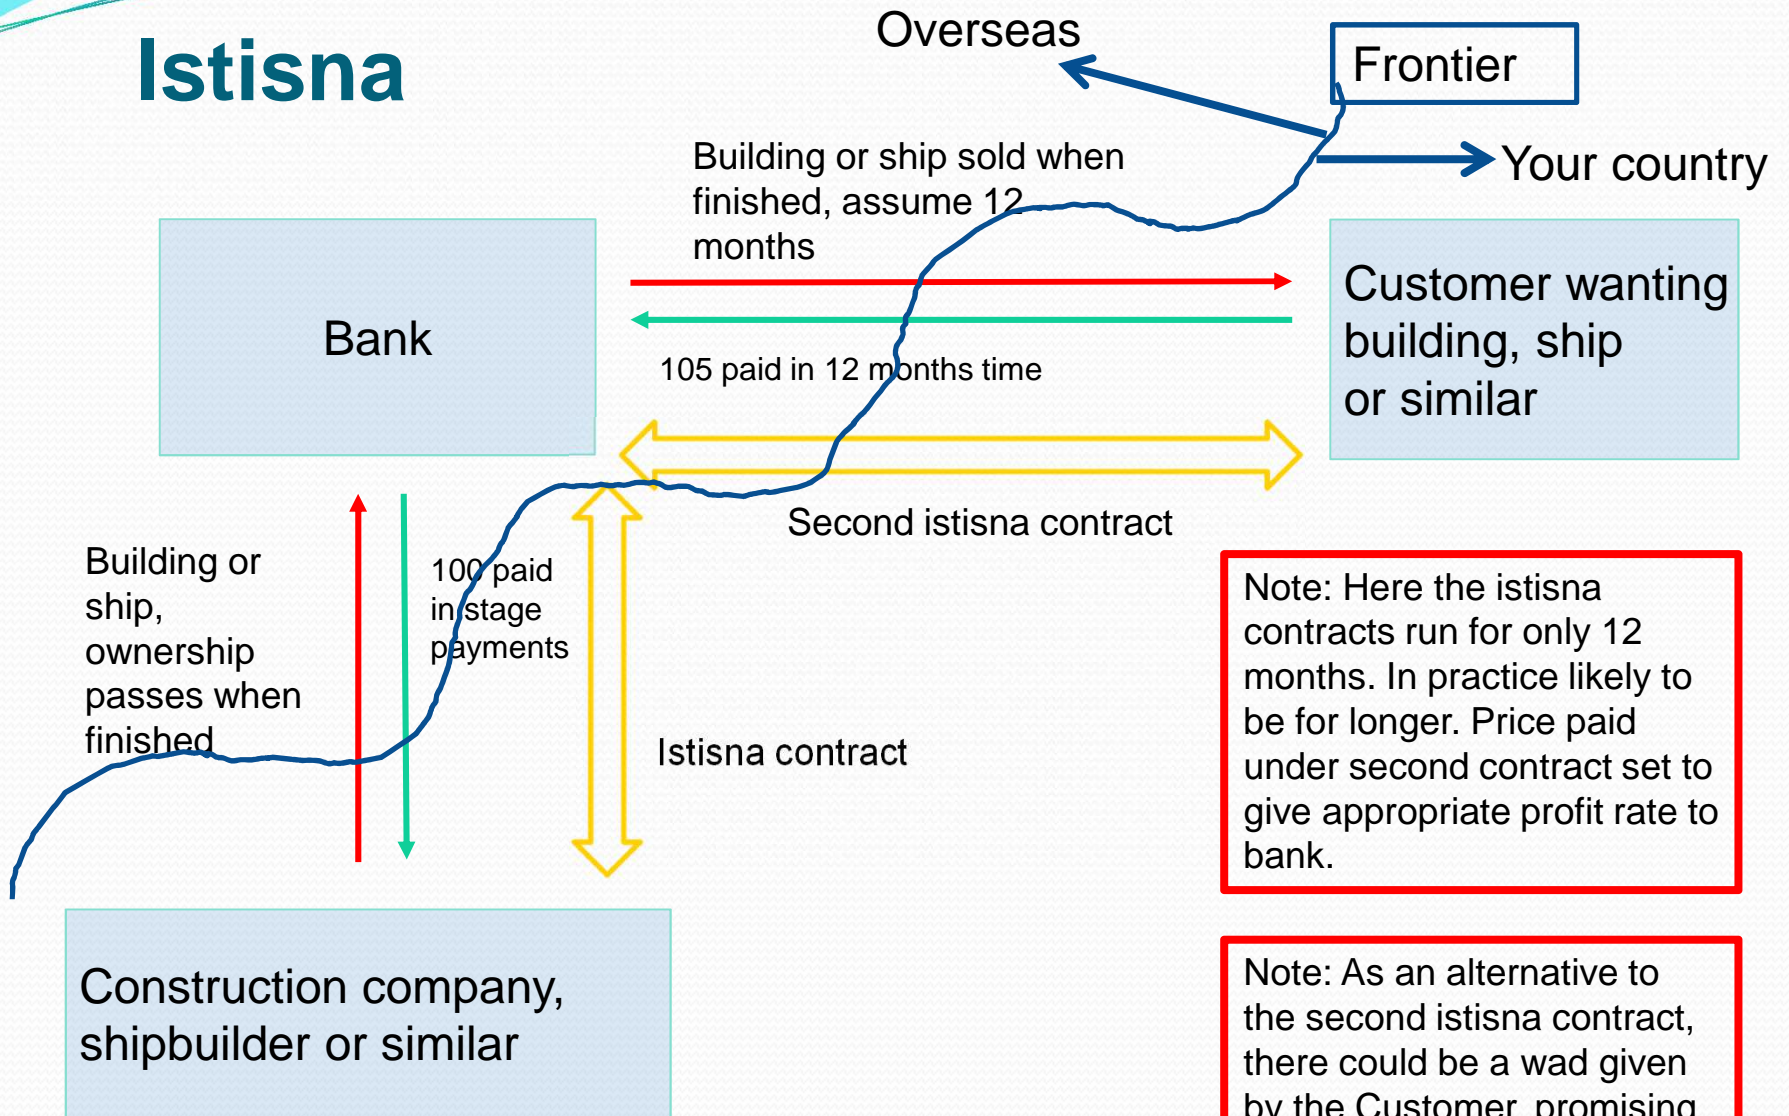 Istisna
Overseas
Frontier
Your country
Building or ship sold when
finished, assume 12
months
Bank
Customer wanting
building, ship
or similar
105 paid in 12 months time
Second istisna contract
Building or
ship,
ownership
passes when
finished
100 paid
in stage
payments
Istisna contract
Note: Here the istisna
contracts run for only 12
months. In practice likely to
be for longer. Price paid
under second contract set to
give appropriate profit rate to
bank.
Construction company,
shipbuilder or similar
Note: As an alternative to
the second istisna contract,
there could be a wad given
by the Customer, promising